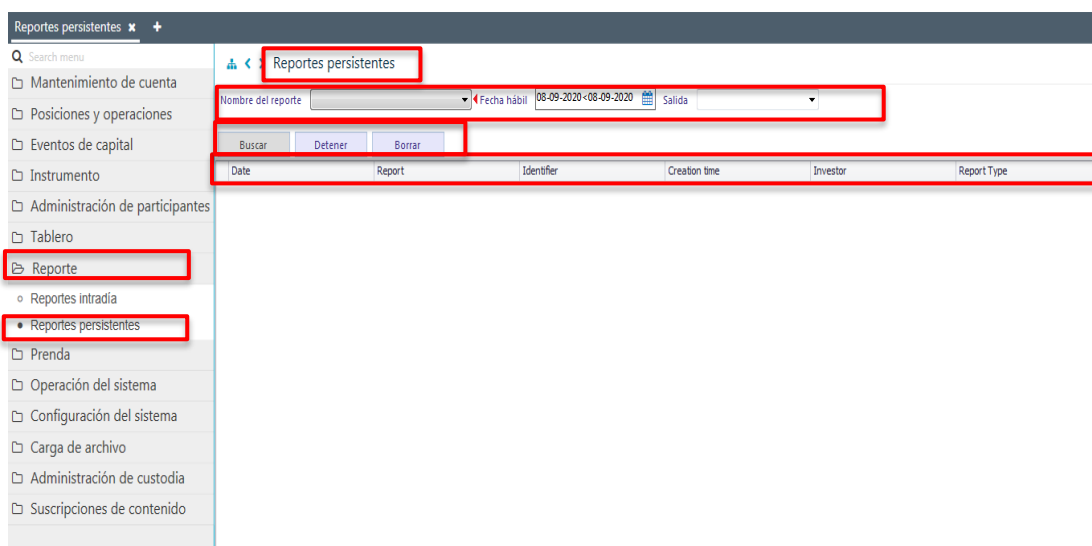 Reportes persistentes × +
Search menu
Mantenimiento de cuenta
Posiciones y operaciones
Eventos de capital
Instrumento
Administración de participantes
Tablero
Reporte
Reportes intradía
Reportes persistentes
Prenda
Operación del sistema
Configuración del sistema
Carga de archivo
Administración de custodia
Suscripciones de contenido
Reportes persistentes
Nombre del reporte Fecha hábil 08-09-2020<08-09-2020 Salida
Buscar Detener Borrar
Date Report Identifier Creation time Investor Report Type